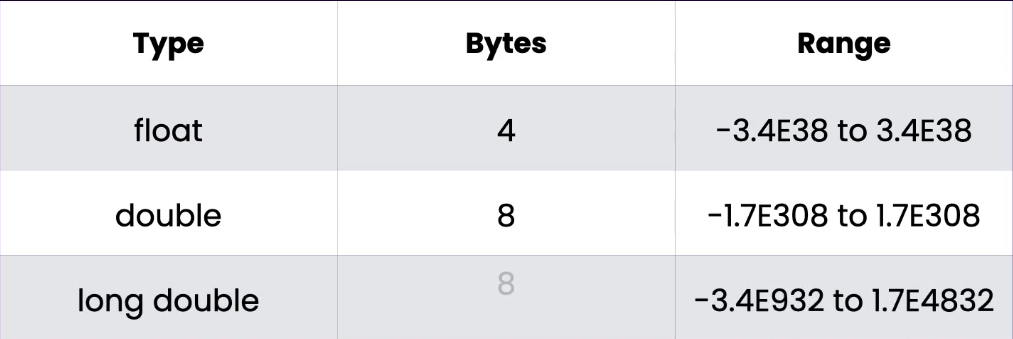 Type Bytes Range
float 4 -3.4E38 to 3.4E38
double 8 -1.7E308 to 1.7E308
long double 8 -3.4E932 to 1.7E4832